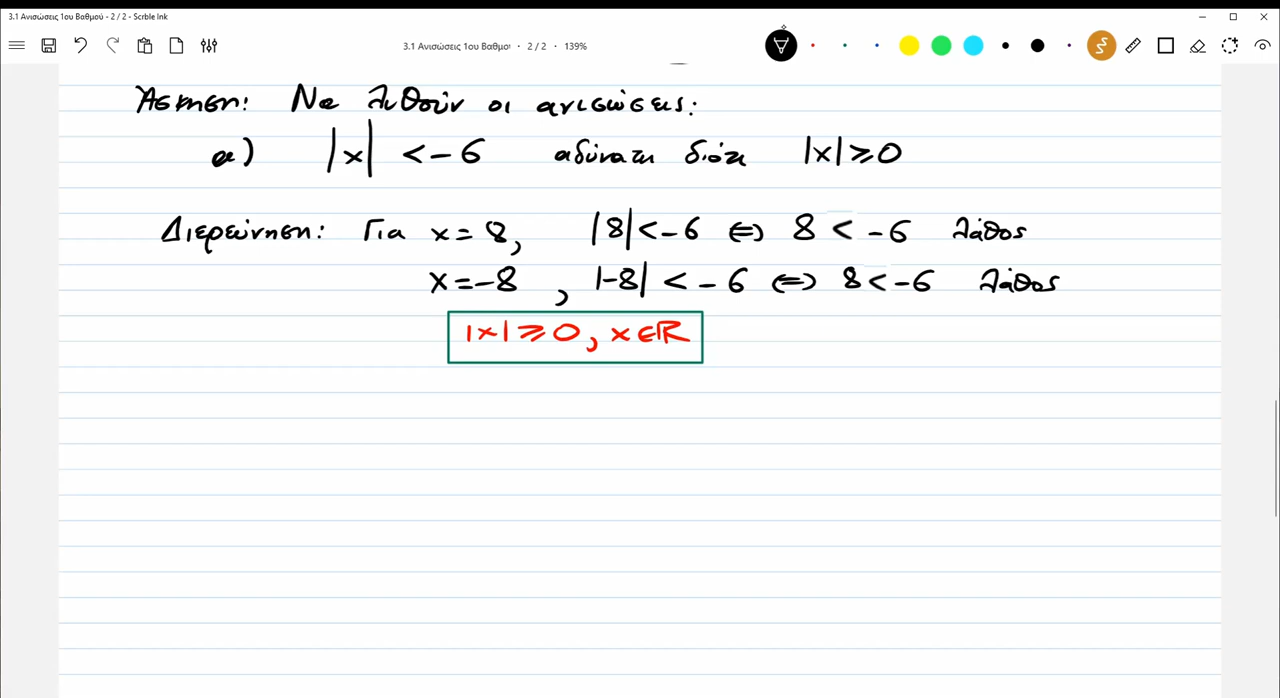 3.1 Ανισώσεις 1ου Βαθμού - 2 / 2 - Scrble Ink
3.1 Ανισώσεις 1ου Βαθμού • 2 / 2 • 139%
Άσκηση: Να λυθούν οι ανισώσεις:
α) |x| < -6 αδύνατη διότι |x| ≥ 0
Διερεύνηση: Για x = 8, |8| < -6 ⇔ 8 < -6 λάθος
x = -8 , |-8| < -6 ⇔ 8 < -6 λάθος
|x| ≥ 0, x ∈ ℝ